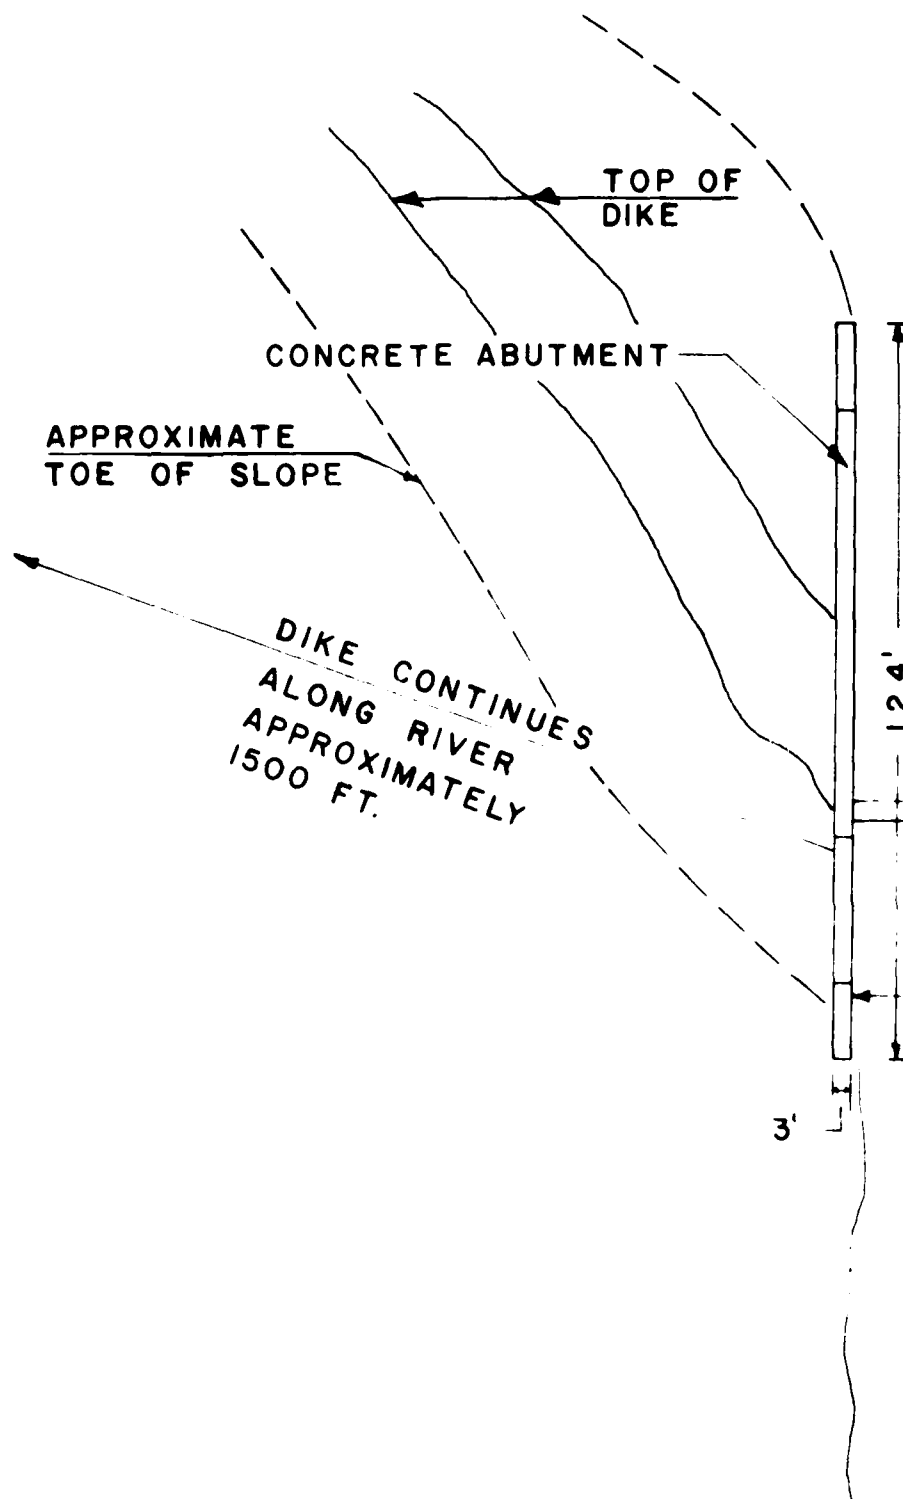 TOP OF
DIKE
CONCRETE ABUTMENT
APPROXIMATE
TOE OF SLOPE
DIKE CONTINUES
ALONG RIVER
APPROXIMATELY
1500 FT.
124'
3'